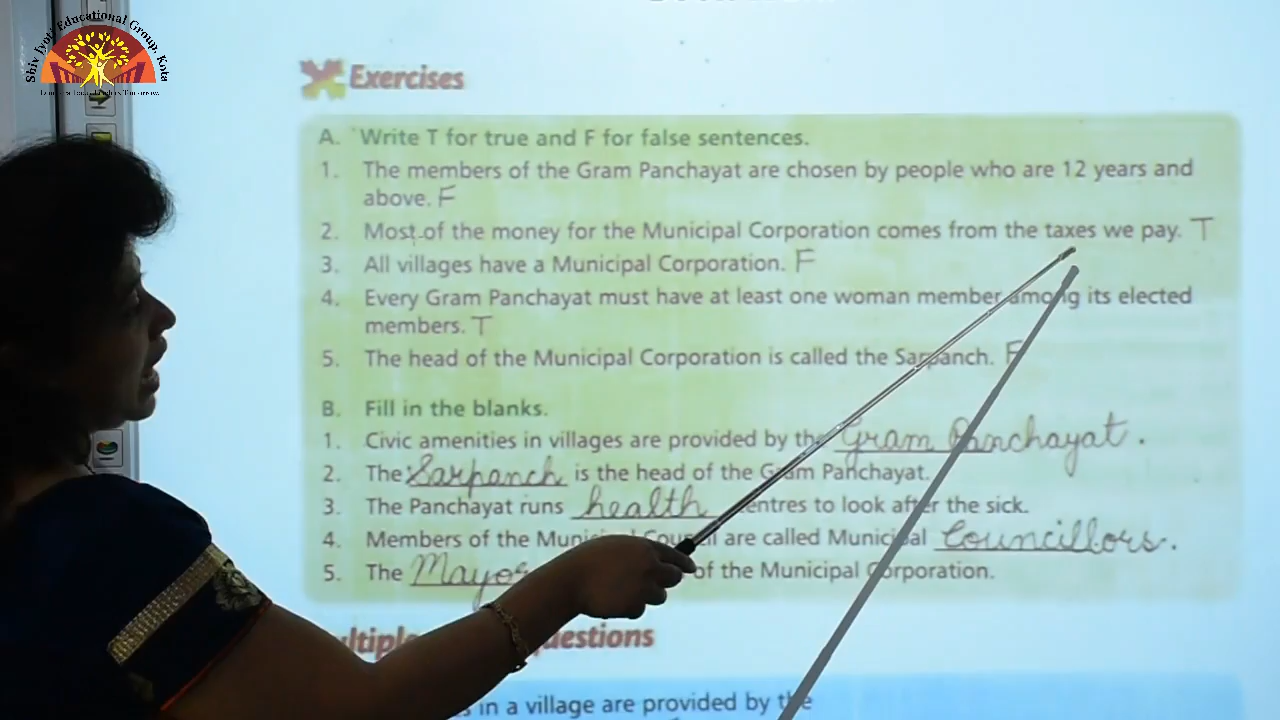 Shiv Jyoti Educational Group, Kota
Exercises
A. Write T for true and F for false sentences.
1. The members of the Gram Panchayat are chosen by people who are 12 years and
above. F
2. Most of the money for the Municipal Corporation comes from the taxes we pay. T
3. All villages have a Municipal Corporation. F
4. Every Gram Panchayat must have at least one woman member among its elected
members. T
5. The head of the Municipal Corporation is called the Sarpanch. F
B. Fill in the blanks.
1. Civic amenities in villages are provided by the Gram Panchayat.
2. The Sarpanch is the head of the Gram Panchayat.
3. The Panchayat runs health centres to look after the sick.
4. Members of the Municipal Council are called Municipal Councillors.
5. The Mayor of the Municipal Corporation.
in a village are provided by the